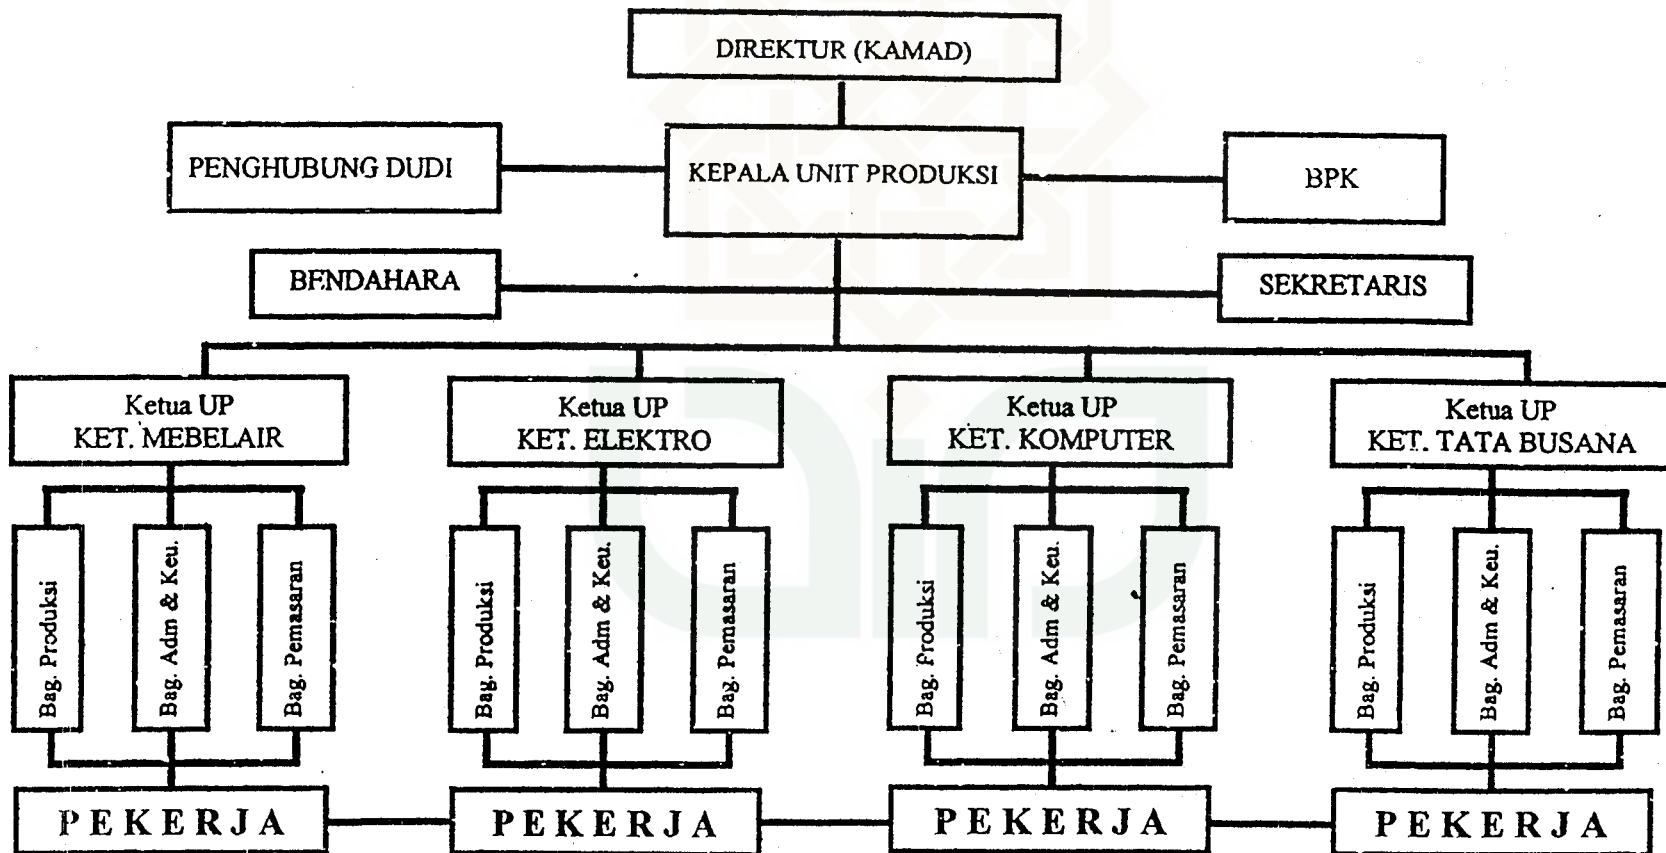 DIREKTUR (KAMAD)
PENGHUBUNG DUDI
KEPALA UNIT PRODUKSI
BPK
BENDAHARA
SEKRETARIS
Ketua UP
KET. MEBELAIR
Ketua UP
KET. ELEKTRO
Ketua UP
KET. KOMPUTER
Ketua UP
KET. TATA BUSANA
Bag. Produksi
Bag. Adm & Keu.
Bag. Pemasaran
Bag. Produksi
Bag. Adm & Keu.
Bag. Pemasaran
Bag. Produksi
Bag. Adm & Keu.
Bag. Pemasaran
Bag. Produksi
Bag. Adm & Keu.
Bag. Pemasaran
PEKERJA
PEKERJA
PEKERJA
PEKERJA